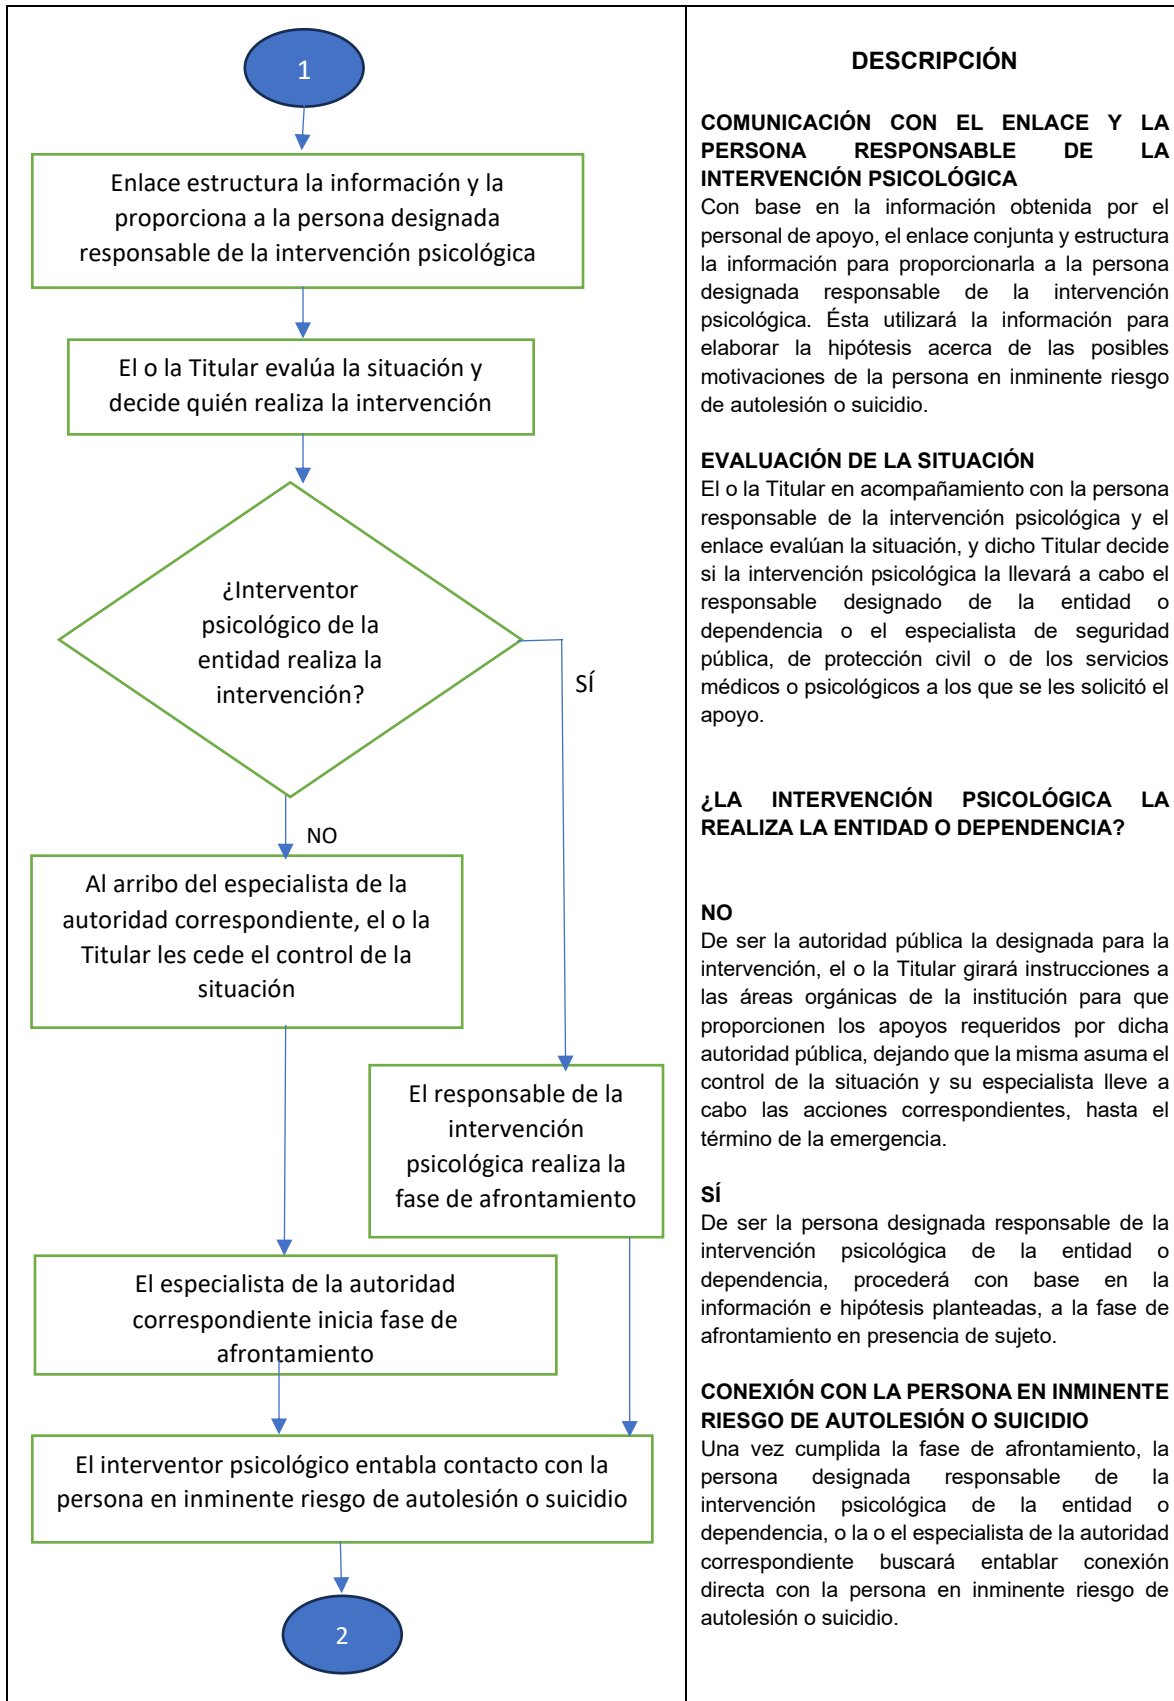 1
Enlace estructura la información y la
proporciona a la persona designada
responsable de la intervención psicológica
El o la Titular evalúa la situación y
decide quién realiza la intervención
¿Interventor
psicológico de la
entidad realiza la
intervención?
SÍ
NO
Al arribo del especialista de la
autoridad correspondiente, el o la
Titular les cede el control de la
situación
El responsable de la
intervención
psicológica realiza la
fase de afrontamiento
El especialista de la autoridad
correspondiente inicia fase de
afrontamiento
El interventor psicológico entabla contacto con la
persona en inminente riesgo de autolesión o suicidio
2
DESCRIPCIÓN
COMUNICACIÓN CON EL ENLACE Y LA
PERSONA RESPONSABLE DE LA
INTERVENCIÓN PSICOLÓGICA
Con base en la información obtenida por el
personal de apoyo, el enlace conjunta y estructura
la información para proporcionarla a la persona
designada responsable de la intervención
psicológica. Ésta utilizará la información para
elaborar la hipótesis acerca de las posibles
motivaciones de la persona en inminente riesgo
de autolesión o suicidio.
EVALUACIÓN DE LA SITUACIÓN
El o la Titular en acompañamiento con la persona
responsable de la intervención psicológica y el
enlace evalúan la situación, y dicho Titular decide
si la intervención psicológica la llevará a cabo el
responsable designado de la entidad o
dependencia o el especialista de seguridad
pública, de protección civil o de los servicios
médicos o psicológicos a los que se les solicitó el
apoyo.
¿LA INTERVENCIÓN PSICOLÓGICA LA
REALIZA LA ENTIDAD O DEPENDENCIA?
NO
De ser la autoridad pública la designada para la
intervención, el o la Titular girará instrucciones a
las áreas orgánicas de la institución para que
proporcionen los apoyos requeridos por dicha
autoridad pública, dejando que la misma asuma el
control de la situación y su especialista lleve a
cabo las acciones correspondientes, hasta el
término de la emergencia.
SÍ
De ser la persona designada responsable de la
intervención psicológica de la entidad o
dependencia, procederá con base en la
información e hipótesis planteadas, a la fase de
afrontamiento en presencia de sujeto.
CONEXIÓN CON LA PERSONA EN INMINENTE
RIESGO DE AUTOLESIÓN O SUICIDIO
Una vez cumplida la fase de afrontamiento, la
persona designada responsable de la
intervención psicológica de la entidad o
dependencia, o la o el especialista de la autoridad
correspondiente buscará entablar conexión
directa con la persona en inminente riesgo de
autolesión o suicidio.